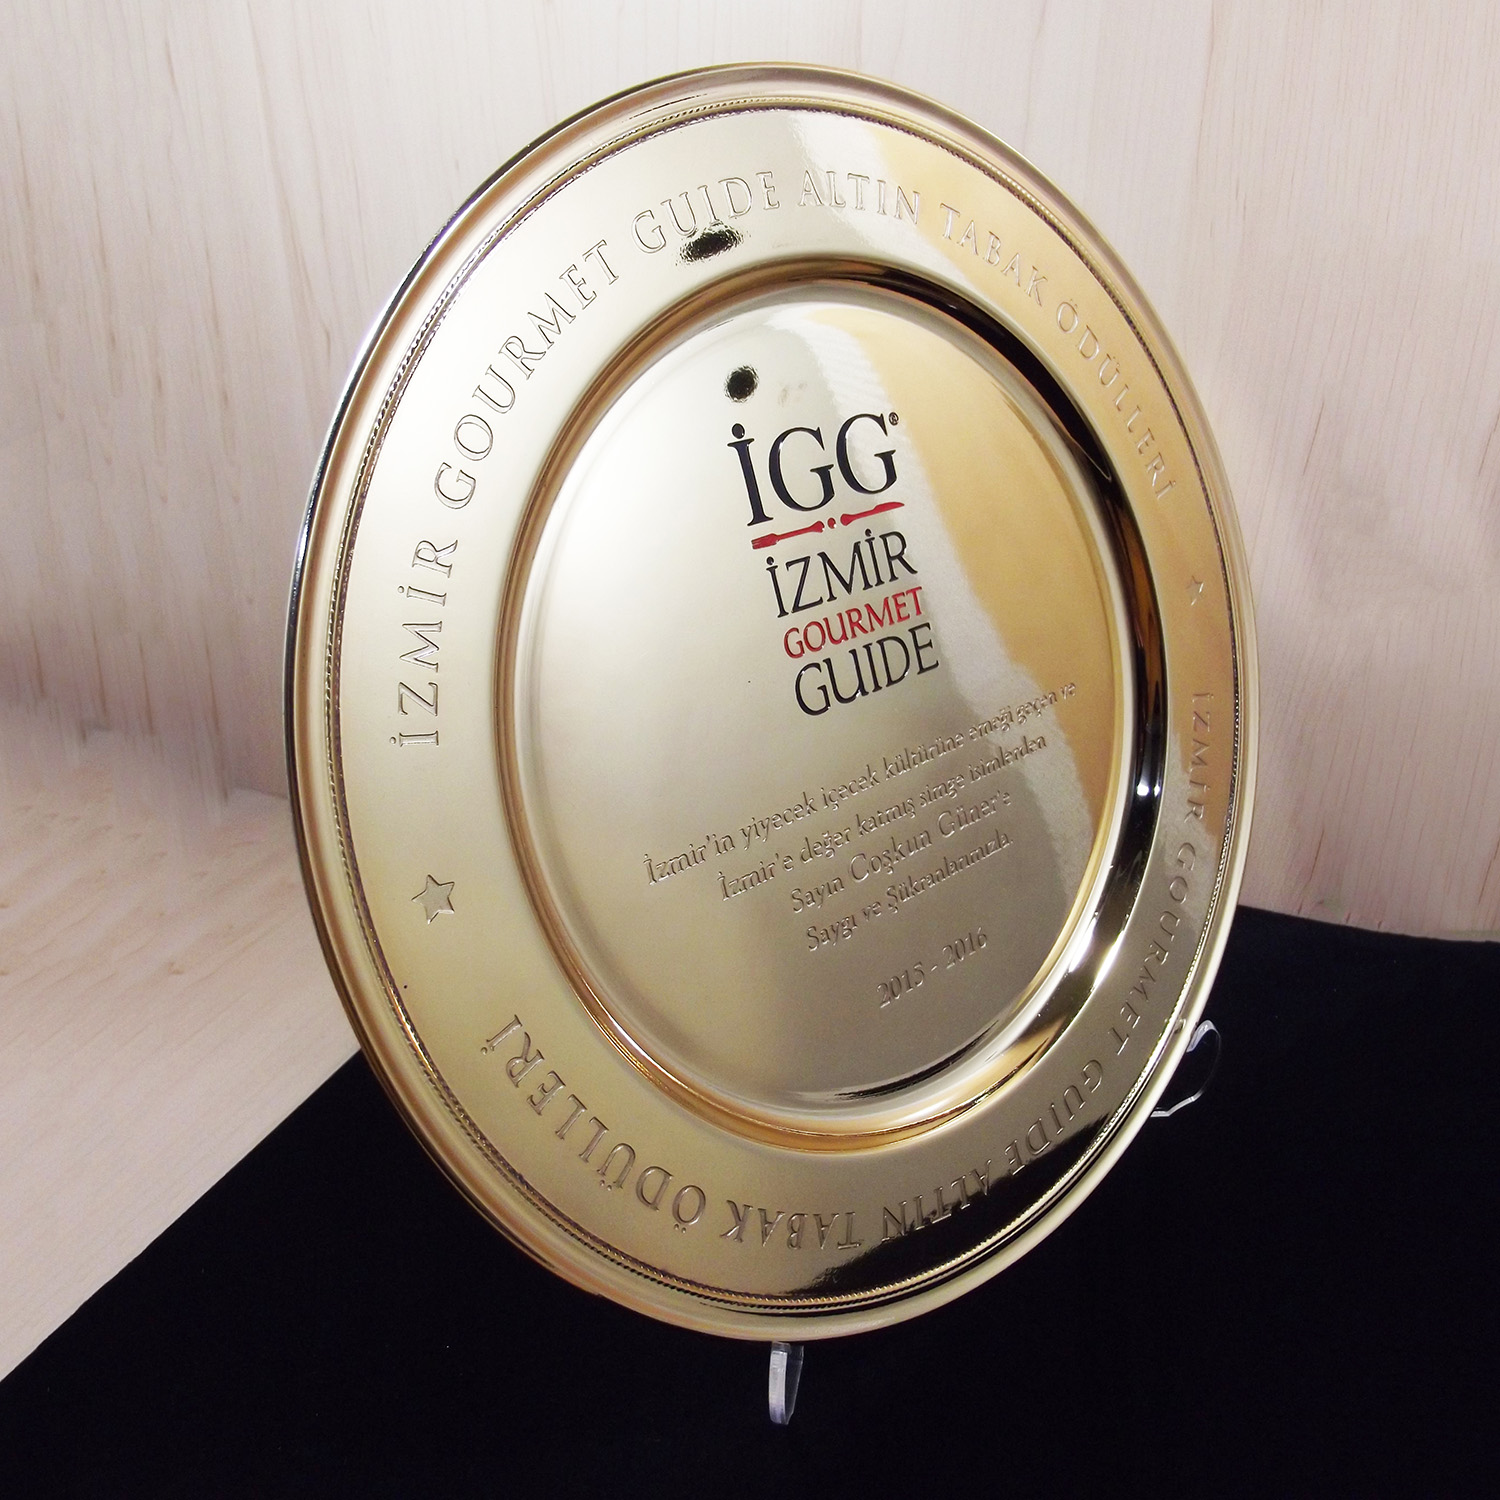 İZMİR GOURMET GUIDE ALTIN TABAK ÖDÜLLERİ
İZMİR GOURMET GUIDE ALTIN TABAK ÖDÜLLERİ
İGG®
İZMİR
GOURMET
GUIDE
İzmir'in yiyecek içecek kültürüne emeği geçen ve
İzmir'e değer katmış simge isimlerden
Sayın Coşkun Güner'e
Saygı ve Şükranlarımızla
2015 - 2016